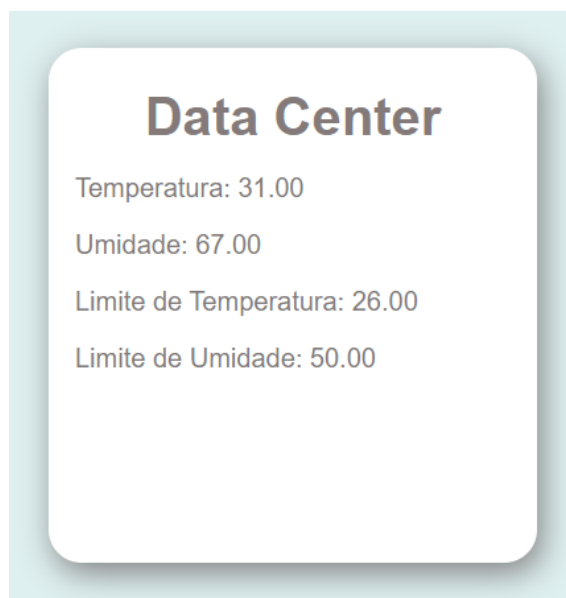 Data Center
Temperatura: 31.00
Umidade: 67.00
Limite de Temperatura: 26.00
Limite de Umidade: 50.00